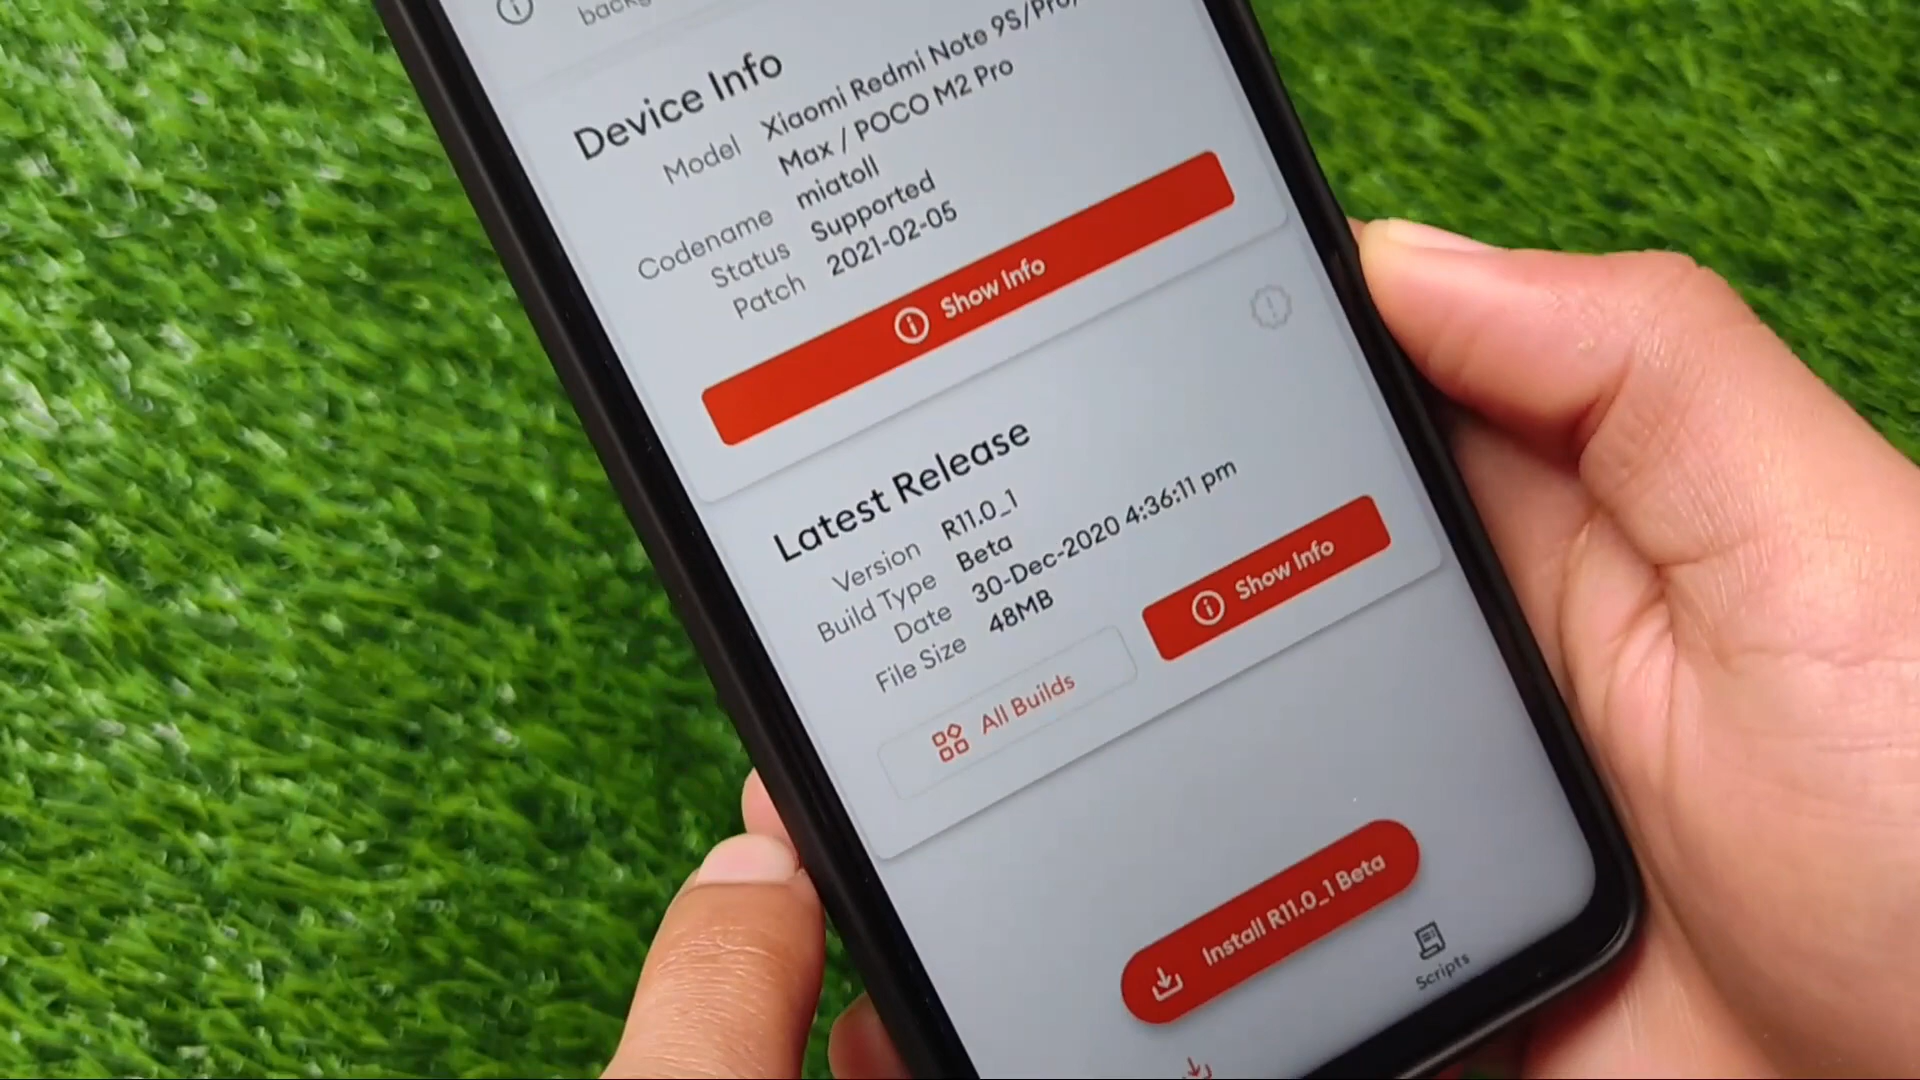 Device Info
Model Xiaomi Redmi Note 9S/Pro/
Max / POCO M2 Pro
Codename miatoll
Status Supported
Patch 2021-02-05
Show Info
Latest Release
Version R11.0_1
Build Type Beta
Date 30-Dec-2020 4:36:11 pm
File Size 48MB
All Builds
Show Info
Install R11.0_1 Beta
Scripts